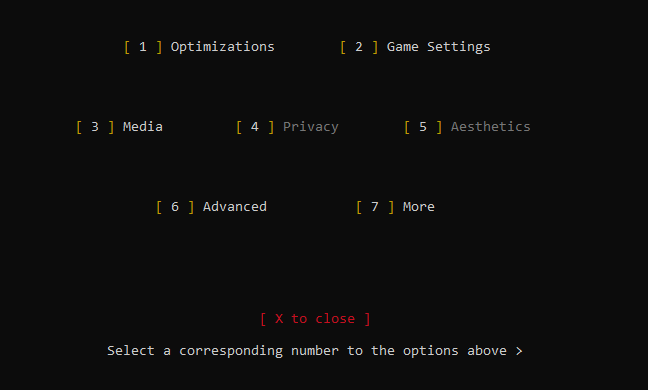 [ 1 ] Optimizations [ 2 ] Game Settings
[ 3 ] Media [ 4 ] Privacy [ 5 ] Aesthetics
[ 6 ] Advanced [ 7 ] More
[ X to close ]
Select a corresponding number to the options above >